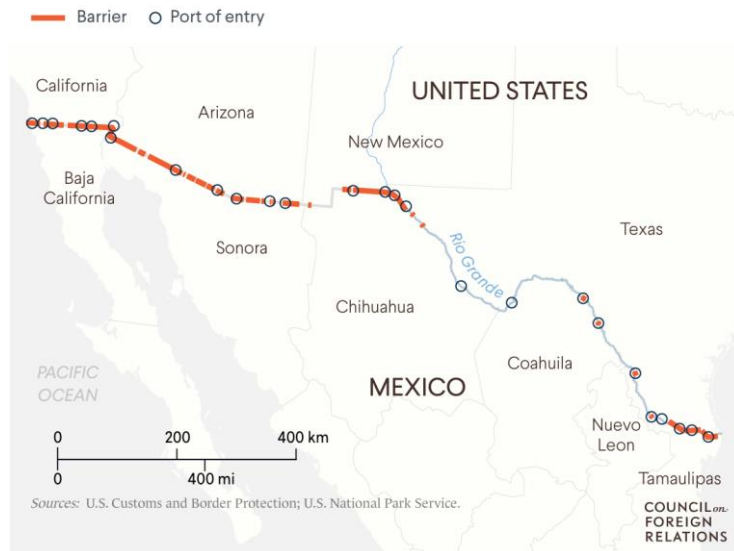 Barrier Port of entry
California
Arizona
UNITED STATES
New Mexico
Baja
California
Sonora
Texas
Rio Grande
Chihuahua
Coahuila
PACIFIC
OCEAN
MEXICO
Nuevo
Leon
Tamaulipas
0 200 400 km
0 400 mi
Sources: U.S. Customs and Border Protection; U.S. National Park Service.
COUNCIL on
FOREIGN
RELATIONS